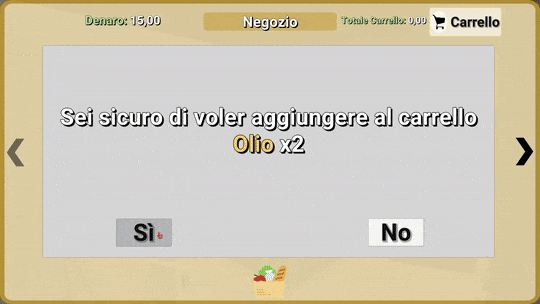 Denaro: 15,00
Negozio
Totale Carrello: 0,00
Carrello
Sei sicuro di voler aggiungere al carrello
Olio x2
Sì
No